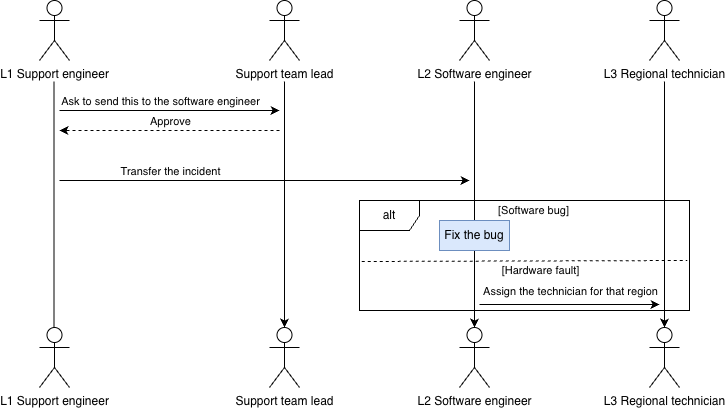 L1 Support engineer
Support team lead
L2 Software engineer
L3 Regional technician
Ask to send this to the software engineer
Approve
Transfer the incident
alt
[Software bug]
Fix the bug
[Hardware fault]
Assign the technician for that region
L1 Support engineer
Support team lead
L2 Software engineer
L3 Regional technician